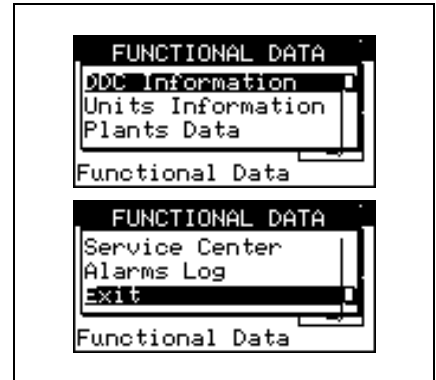 FUNCTIONAL DATA
DDC Information
Units Information
Plants Data
Functional Data
FUNCTIONAL DATA
Service Center
Alarms Log
Exit
Functional Data